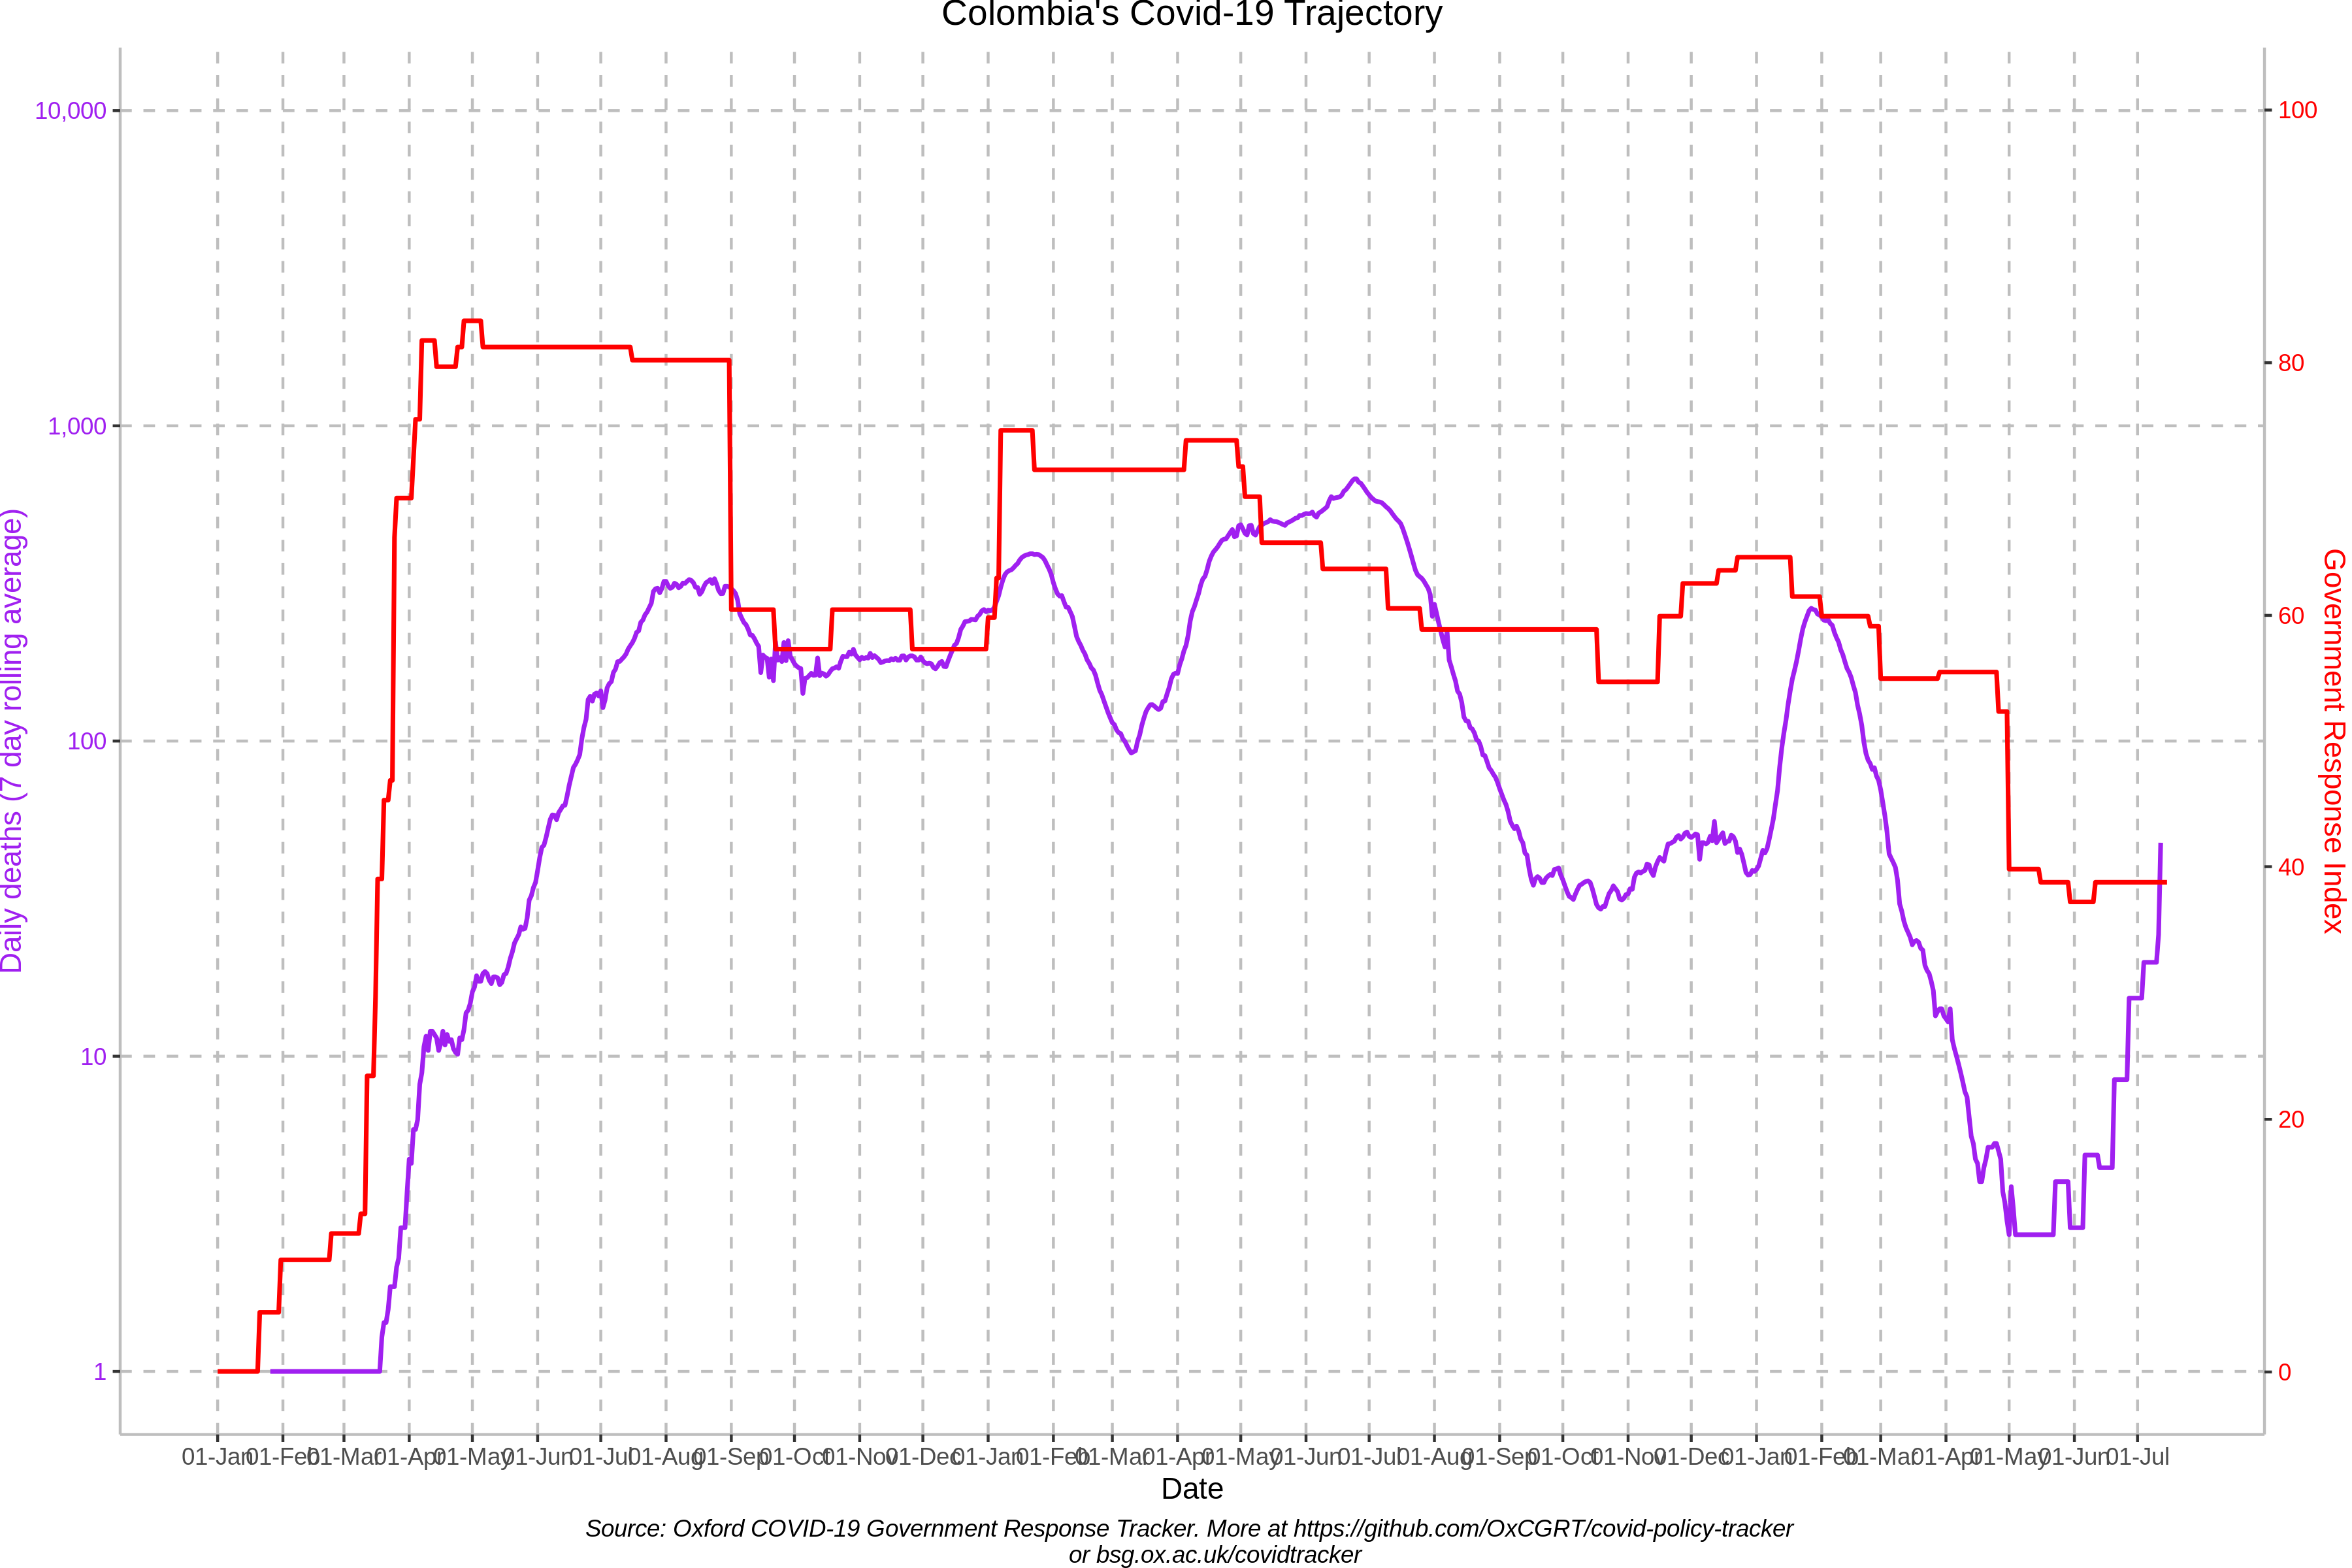 Colombia's Covid-19 Trajectory
10,000
1,000
100
10
1
Daily deaths (7 day rolling average)
100
80
60
40
20
0
Government Response Index
01-Jan 01-Feb 01-Mar 01-Apr 01-May 01-Jun 01-Jul 01-Aug 01-Sep 01-Oct 01-Nov 01-Dec 01-Jan 01-Feb 01-Mar 01-Apr 01-May 01-Jun 01-Jul 01-Aug 01-Sep 01-Oct 01-Nov 01-Dec 01-Jan 01-Feb 01-Mar 01-Apr 01-May 01-Jun 01-Jul
Date
Source: Oxford COVID-19 Government Response Tracker. More at https://github.com/OxCGRT/covid-policy-tracker
or bsg.ox.ac.uk/covidtracker